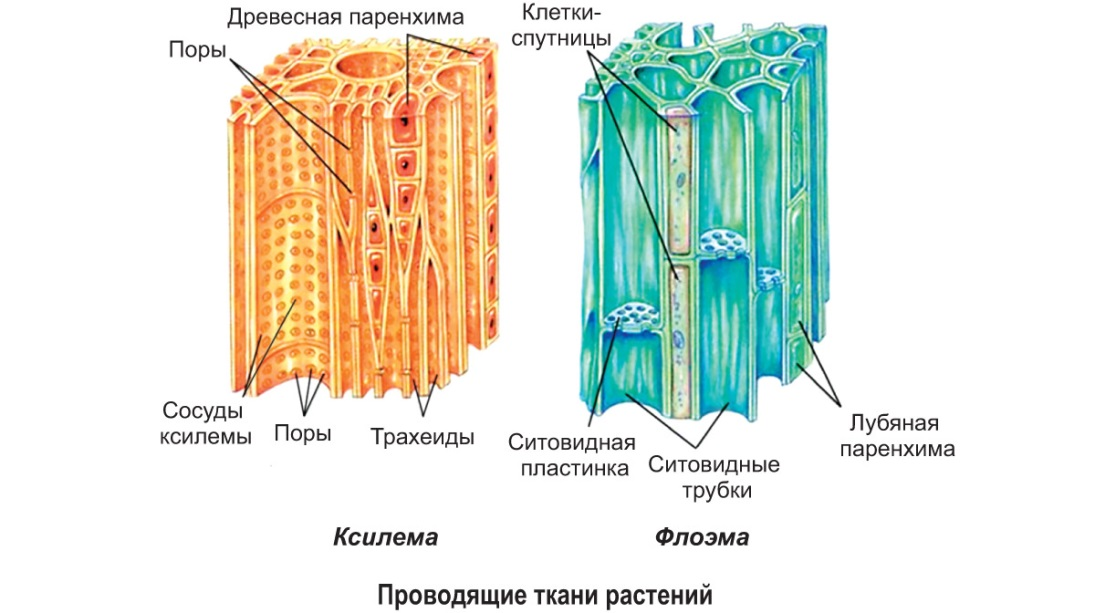 Древесная паренхима
Поры
Клетки-
спутницы
Сосуды
ксилемы
Поры
Трахеиды
Ситовидная
пластинка
Ситовидные
трубки
Лубяная
паренхима
Ксилема
Флоэма
Проводящие ткани растений